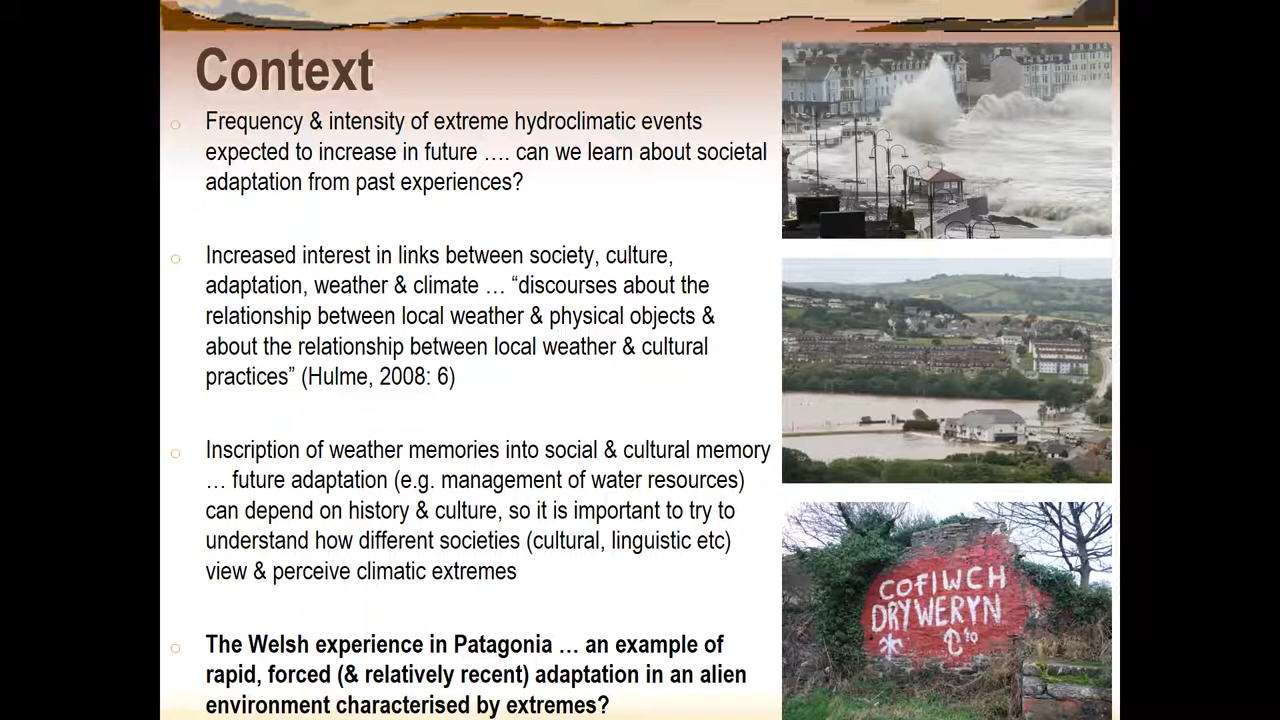 Context
Frequency & intensity of extreme hydroclimatic events
expected to increase in future …. can we learn about societal
adaptation from past experiences?
Increased interest in links between society, culture,
adaptation, weather & climate … “discourses about the
relationship between local weather & physical objects &
about the relationship between local weather & cultural
practices” (Hulme, 2008: 6)
Inscription of weather memories into social & cultural memory
… future adaptation (e.g. management of water resources)
can depend on history & culture, so it is important to try to
understand how different societies (cultural, linguistic etc)
view & perceive climatic extremes
The Welsh experience in Patagonia … an example of
rapid, forced (& relatively recent) adaptation in an alien
environment characterised by extremes?
COFIWCH
DRYWERYN